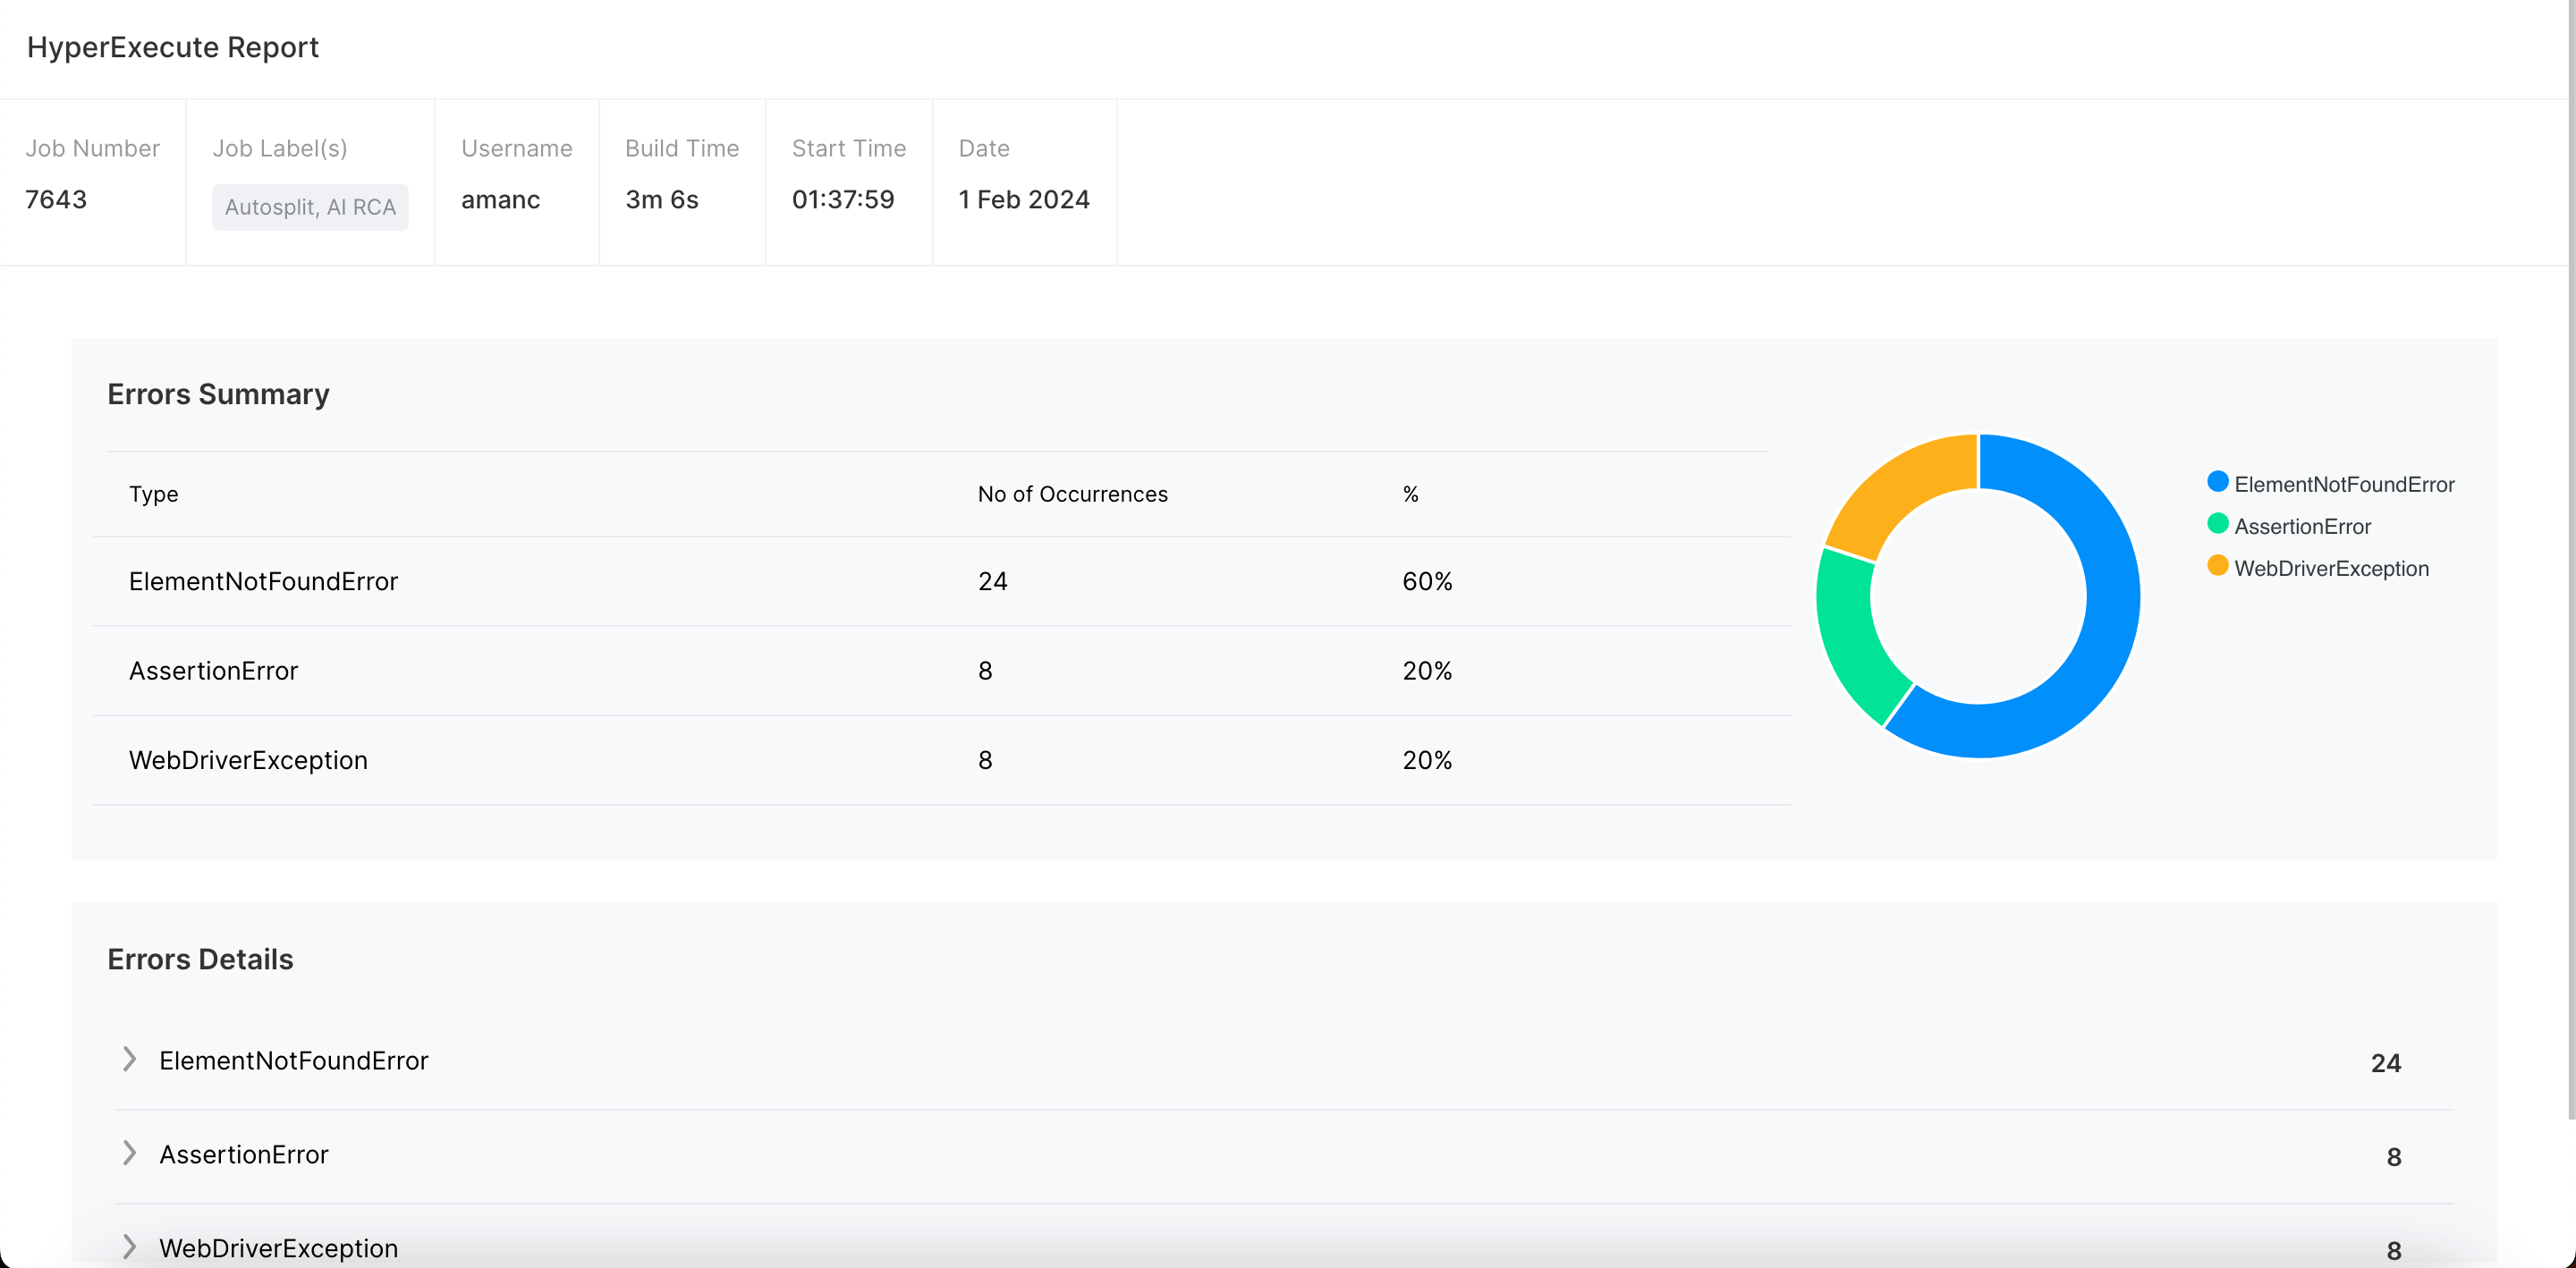 HyperExecute Report
Job Number Job Label(s) Username Build Time Start Time Date
7643 Autosplit, AI RCA amanc 3m 6s 01:37:59 1 Feb 2024
Errors Summary
Type No of Occurrences %
ElementNotFoundError 24 60%
AssertionError 8 20%
WebDriverException 8 20%
ElementNotFoundError
AssertionError
WebDriverException
Errors Details
ElementNotFoundError 24
AssertionError 8
WebDriverException 8